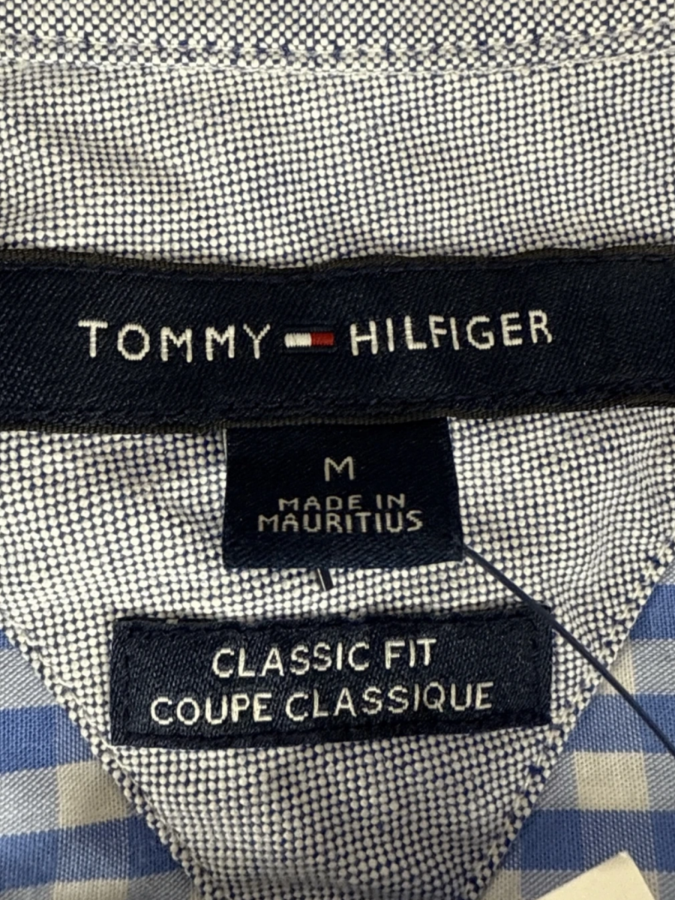 TOMMY HILFIGER
M
MADE IN
MAURITIUS
CLASSIC FIT
COUPE CLASSIQUE